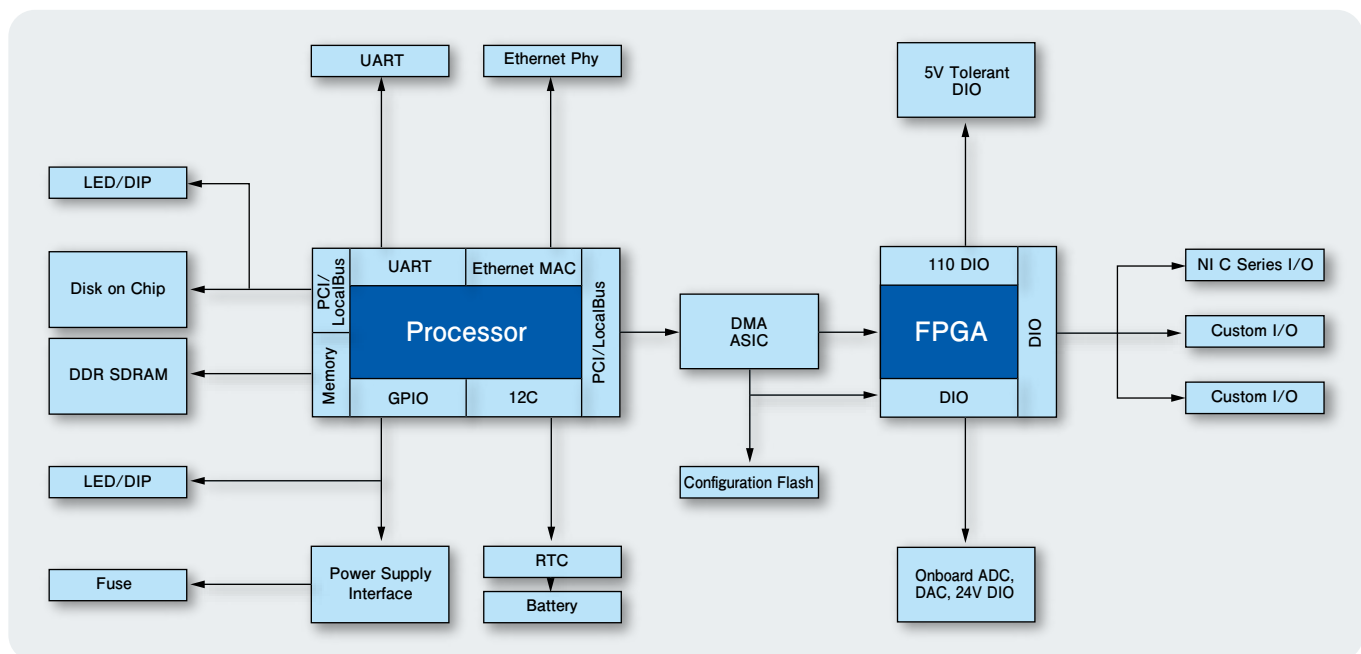 UART
Ethernet Phy
5V Tolerant
DIO
LED/DIP
Disk on Chip
DDR SDRAM
PCI/
LocalBus
Memory
UART
Ethernet MAC
Processor
GPIO
12C
PCI/LocalBus
DMA
ASIC
110 DIO
FPGA
DIO
DIO
NI C Series I/O
Custom I/O
Custom I/O
LED/DIP
Configuration Flash
Fuse
Power Supply
Interface
RTC
Battery
Onboard ADC,
DAC, 24V DIO